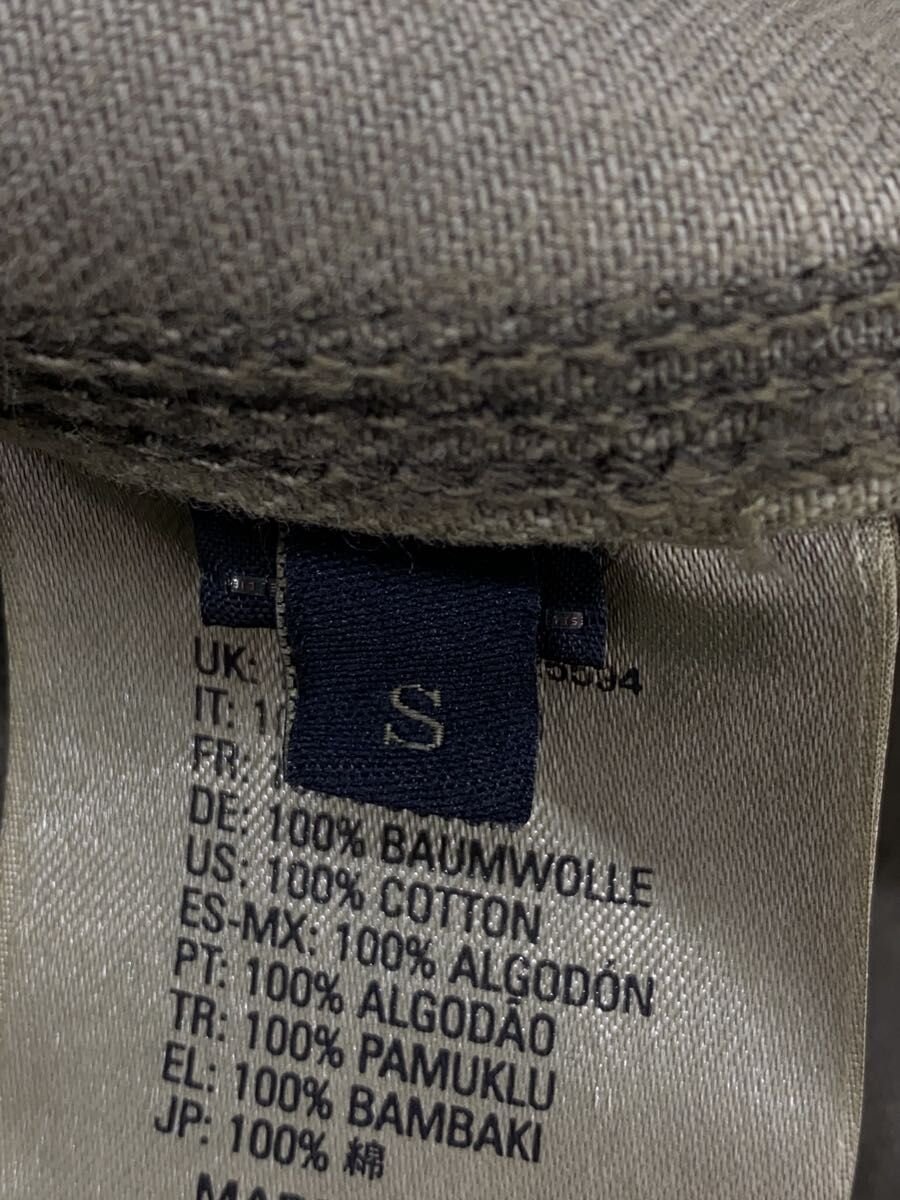 S
UK:
IT:
FR:
DE: 100% BAUMWOLLE
US: 100% COTTON
ES-MX: 100% ALGODÓN
PT: 100% ALGODÃO
TR: 100% PAMUKLU
EL: 100% BAMBAKI
JP: 100% 綿